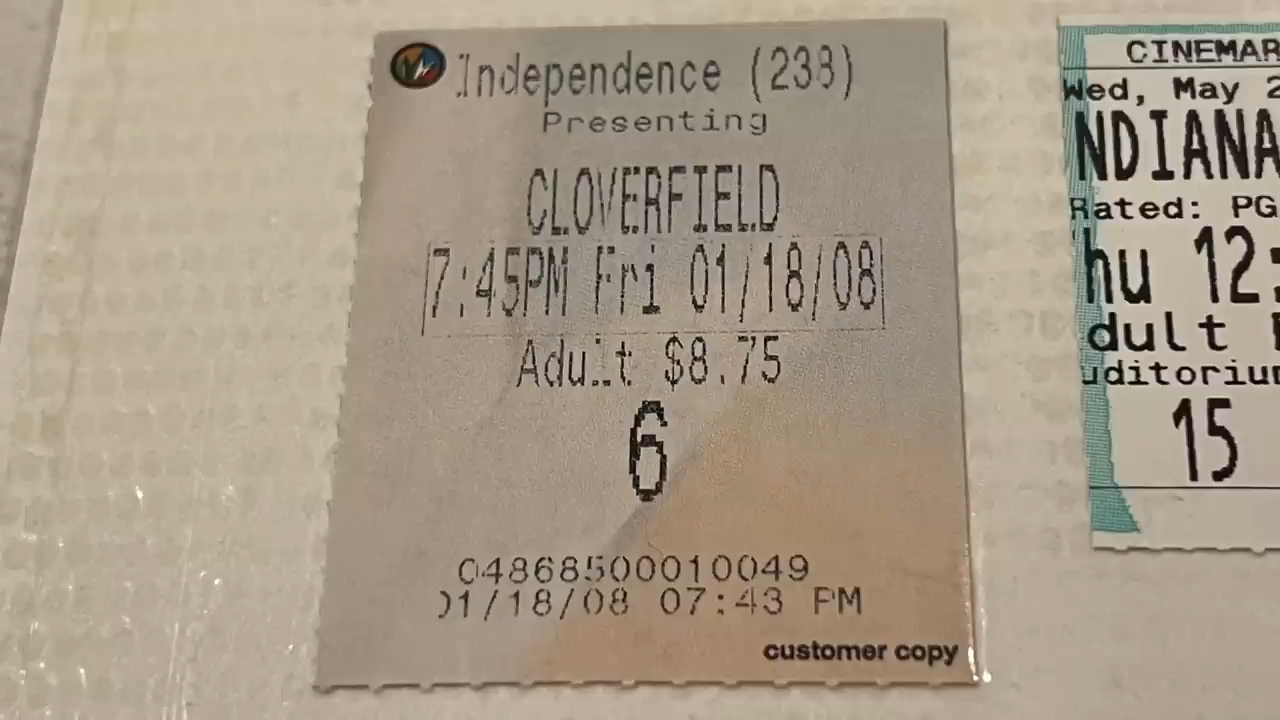 Independence (238)
Presenting
CLOVERFIELD
7:45PM Fri 01/18/08
Adult $8.75
6
04868500010049
01/18/08 07:43 PM
customer copy
CINEMAR
Wed, May 2
NDIANA
Rated: PG
hu 12:
dult
uditoriu
15